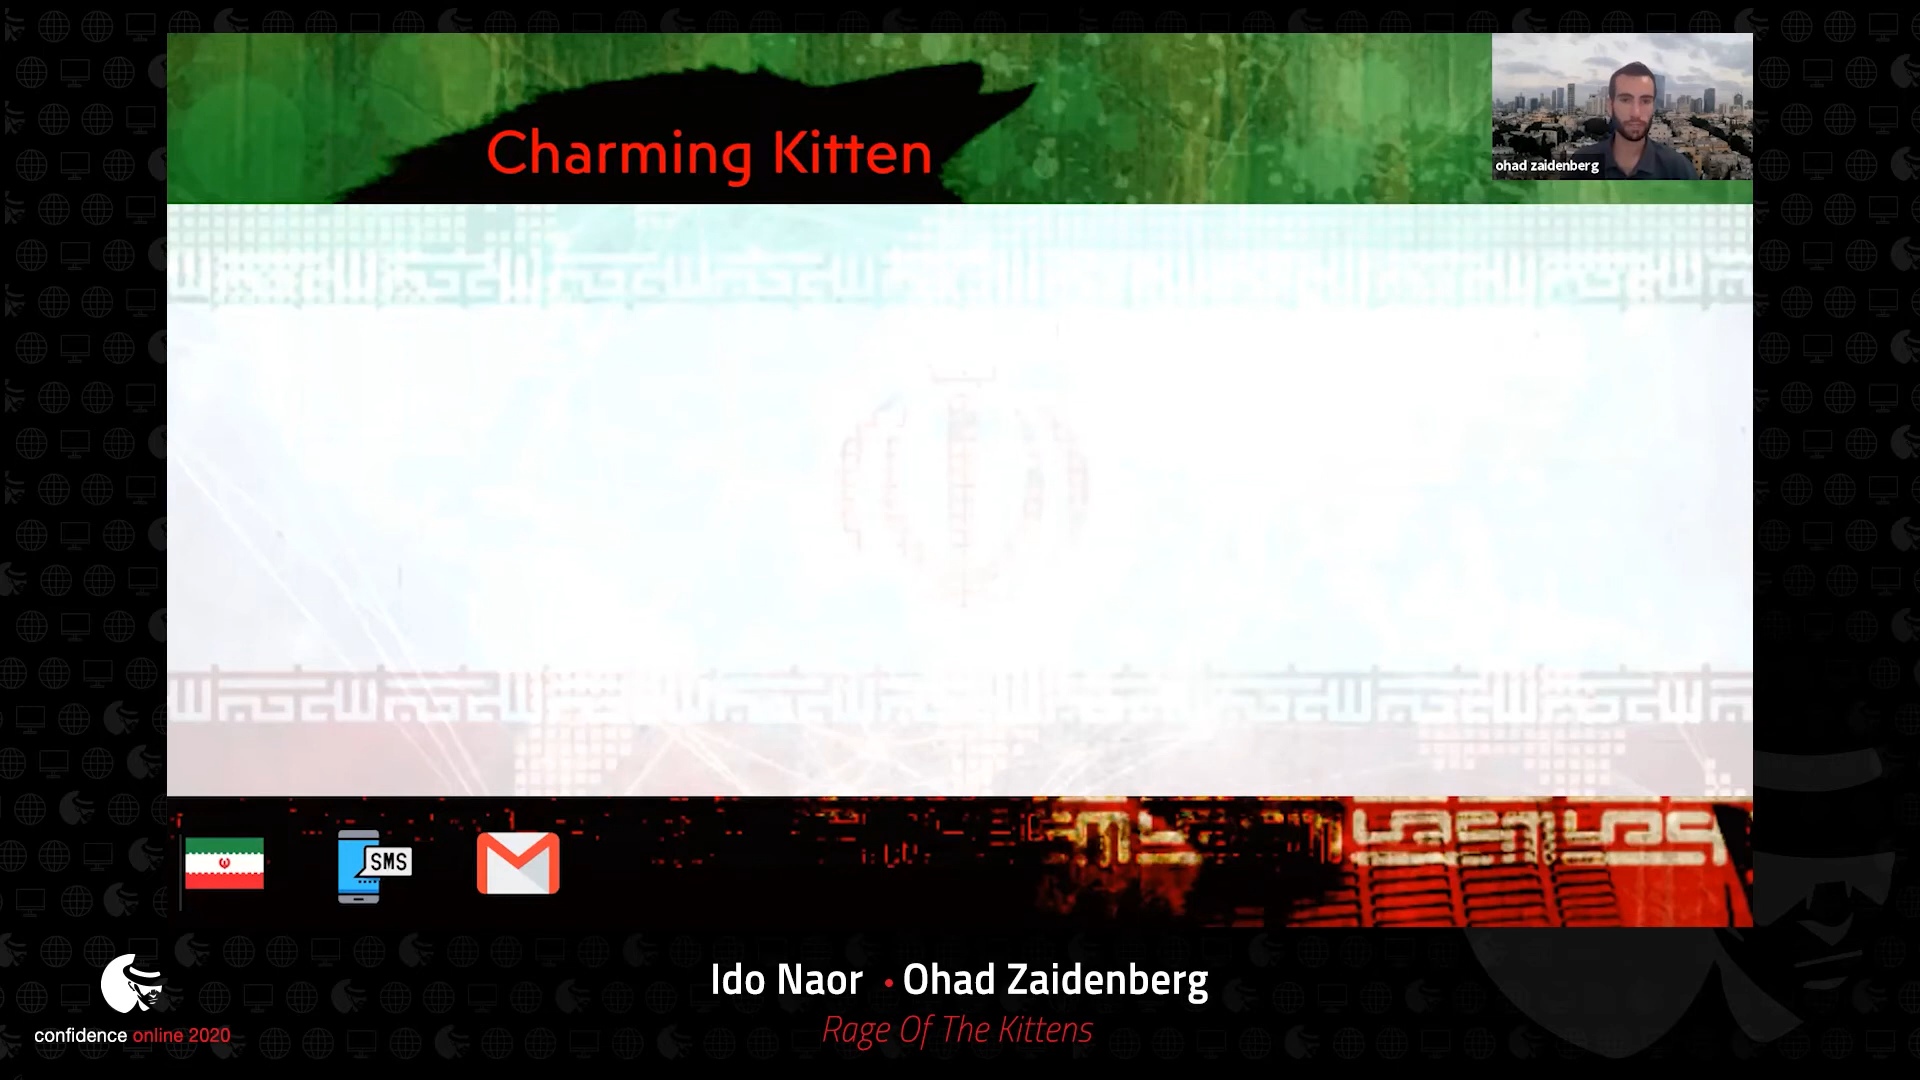 Charming Kitten
ohad zaidenberg
SMS
Ido Naor • Ohad Zaidenberg
Rage Of The Kittens
confidence online 2020